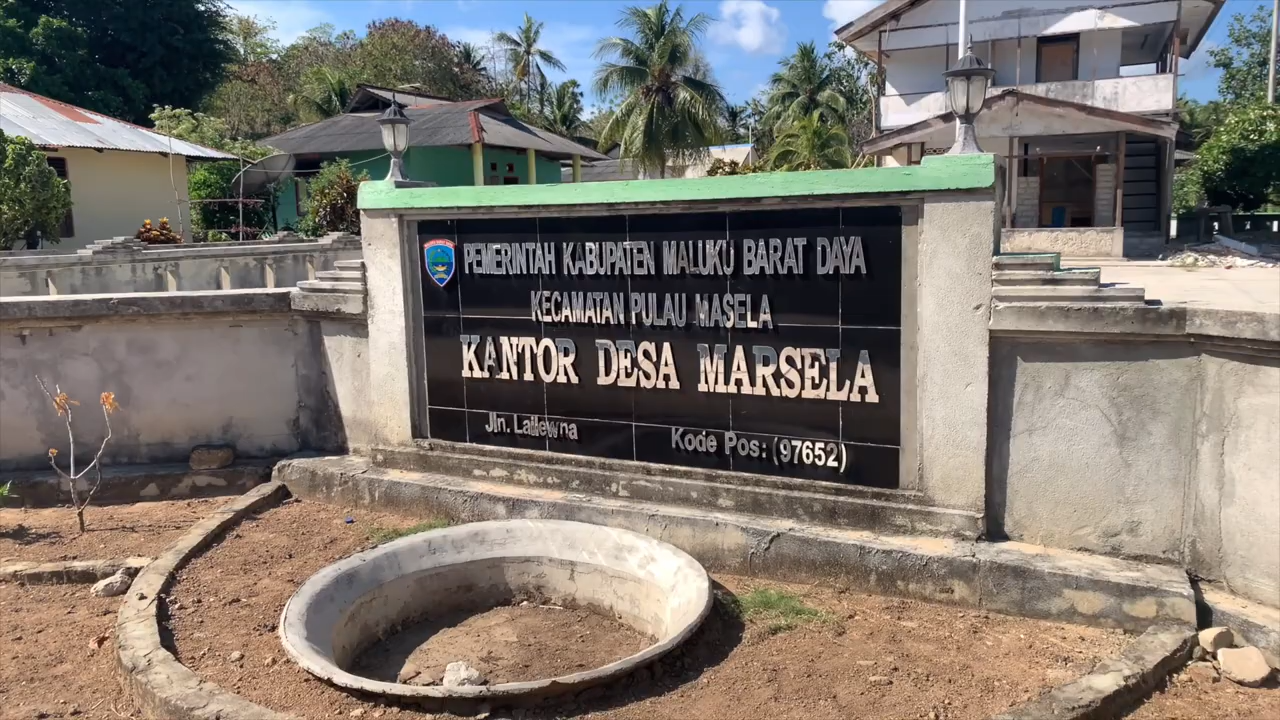 PEMERINTAH KABUPATEN MALUKU BARAT DAYA
KECAMATAN PULAU MASELA
KANTOR DESA MARSELA
Jln. Lailewna
Kode Pos: (97652)